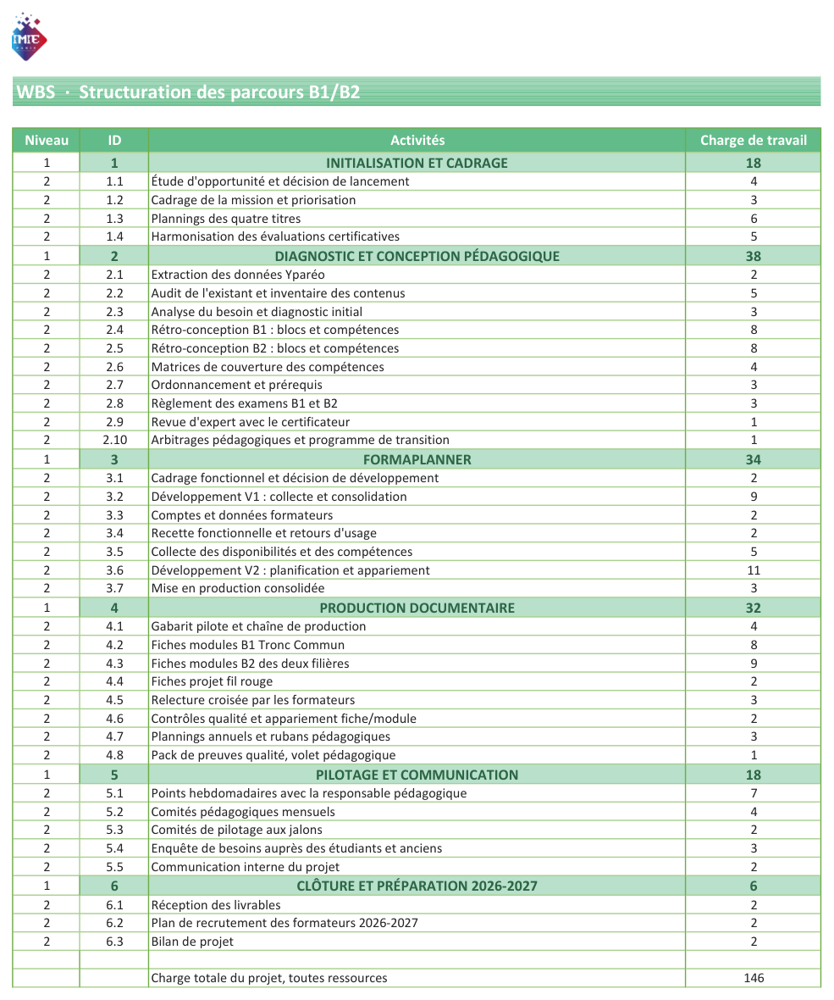 IMIE
PARIS
WBS · Structuration des parcours B1/B2
Niveau ID Activités Charge de travail
1 1 INITIALISATION ET CADRAGE 18
2 1.1 Étude d'opportunité et décision de lancement 4
2 1.2 Cadrage de la mission et priorisation 3
2 1.3 Plannings des quatre titres 6
2 1.4 Harmonisation des évaluations certificatives 5
1 2 DIAGNOSTIC ET CONCEPTION PÉDAGOGIQUE 38
2 2.1 Extraction des données Yparéo 2
2 2.2 Audit de l'existant et inventaire des contenus 5
2 2.3 Analyse du besoin et diagnostic initial 3
2 2.4 Rétro-conception B1 : blocs et compétences 8
2 2.5 Rétro-conception B2 : blocs et compétences 8
2 2.6 Matrices de couverture des compétences 4
2 2.7 Ordonnancement et prérequis 3
2 2.8 Règlement des examens B1 et B2 3
2 2.9 Revue d'expert avec le certificateur 1
2 2.10 Arbitrages pédagogiques et programme de transition 1
1 3 FORMAPLANNER 34
2 3.1 Cadrage fonctionnel et décision de développement 2
2 3.2 Développement V1 : collecte et consolidation 9
2 3.3 Comptes et données formateurs 2
2 3.4 Recette fonctionnelle et retours d'usage 2
2 3.5 Collecte des disponibilités et des compétences 5
2 3.6 Développement V2 : planification et appariement 11
2 3.7 Mise en production consolidée 3
1 4 PRODUCTION DOCUMENTAIRE 32
2 4.1 Gabarit pilote et chaîne de production 4
2 4.2 Fiches modules B1 Tronc Commun 8
2 4.3 Fiches modules B2 des deux filières 9
2 4.4 Fiches projet fil rouge 2
2 4.5 Relecture croisée par les formateurs 3
2 4.6 Contrôles qualité et appariement fiche/module 2
2 4.7 Plannings annuels et rubans pédagogiques 3
2 4.8 Pack de preuves qualité, volet pédagogique 1
1 5 PILOTAGE ET COMMUNICATION 18
2 5.1 Points hebdomadaires avec la responsable pédagogique 7
2 5.2 Comités pédagogiques mensuels 4
2 5.3 Comités de pilotage aux jalons 2
2 5.4 Enquête de besoins auprès des étudiants et anciens 3
2 5.5 Communication interne du projet 2
1 6 CLÔTURE ET PRÉPARATION 2026-2027 6
2 6.1 Réception des livrables 2
2 6.2 Plan de recrutement des formateurs 2026-2027 2
2 6.3 Bilan de projet 2
Charge totale du projet, toutes ressources 146